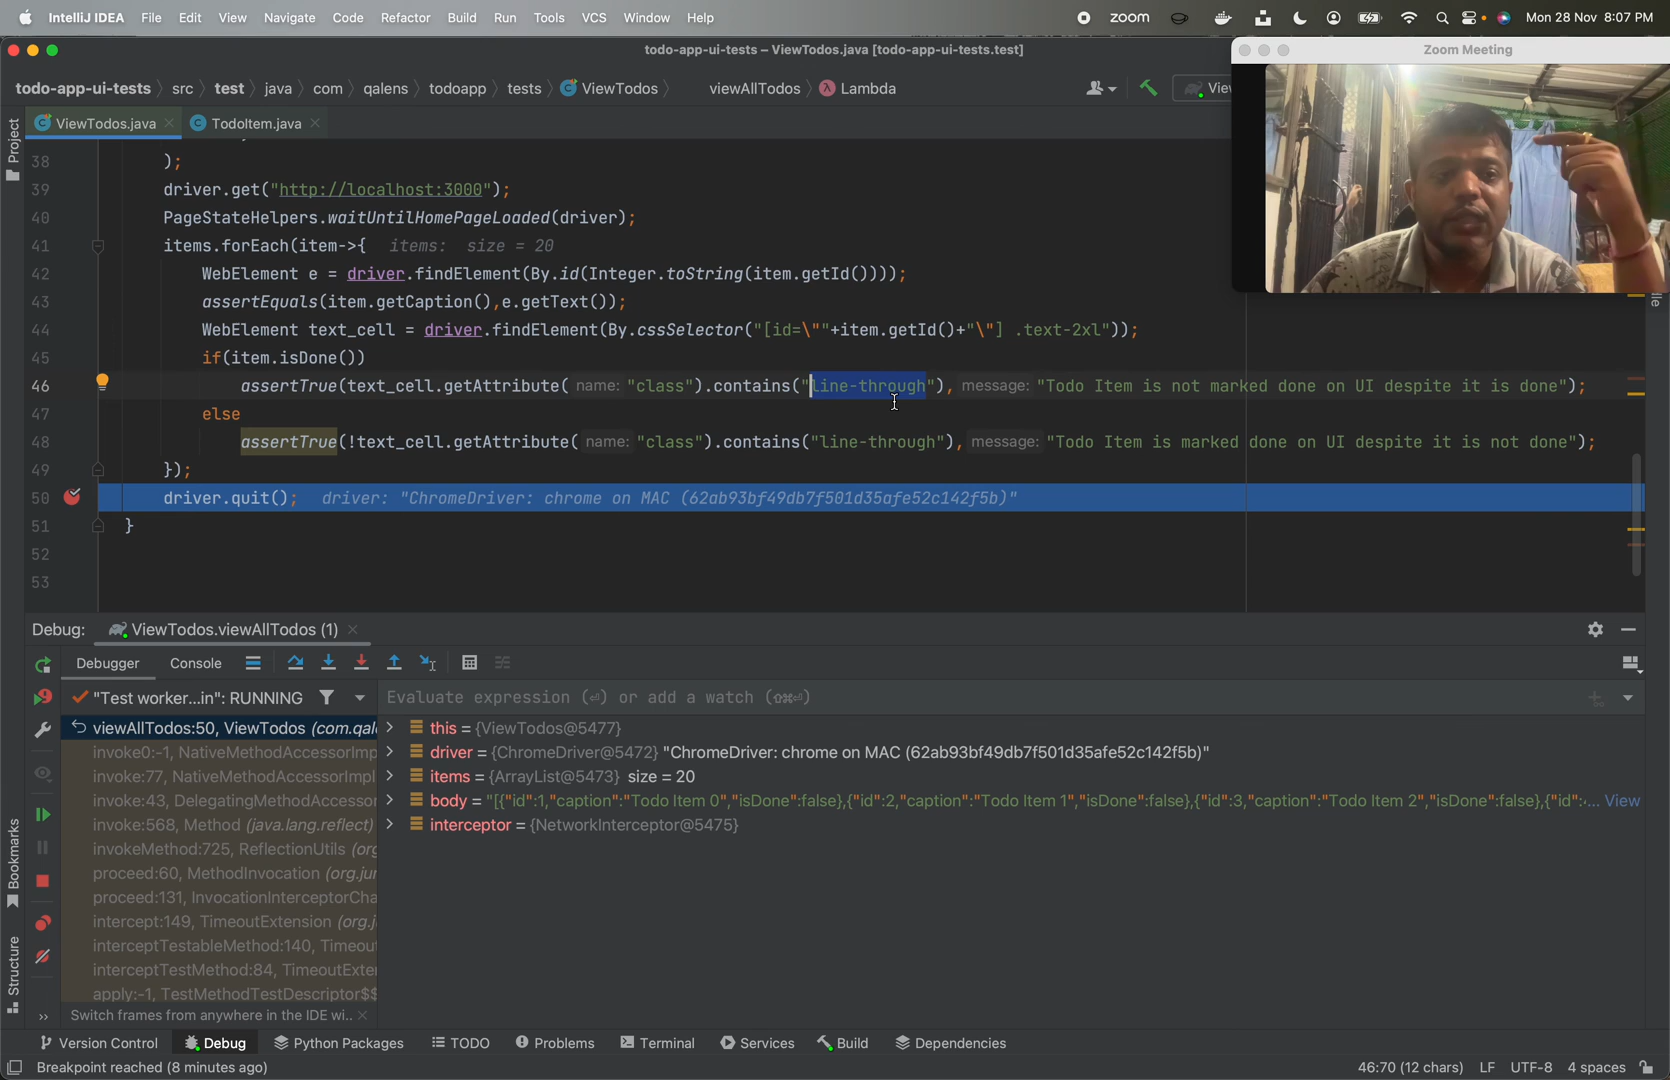 IntelliJ IDEA File Edit View Navigate Code Refactor Build Run Tools VCS Window Help zoom Mon 28 Nov 8:07 PM
todo-app-ui-tests – ViewTodos.java [todo-app-ui-tests.test]
Zoom Meeting
todo-app-ui-tests src test java com qalens todoapp tests ViewTodos viewAllTodos Lambda
ViewTodos.java TodoItem.java
Project
38 );
39 driver.get("http://localhost:3000");
40 PageStateHelpers.waitUntilHomePageLoaded(driver);
41 items.forEach(item->{ items: size = 20
42 WebElement e = driver.findElement(By.id(Integer.toString(item.getId())));
43 assertEquals(item.getCaption(),e.getText());
44 WebElement text_cell = driver.findElement(By.cssSelector("[id=\""+item.getId()+"\"] .text-2xl"));
45 if(item.isDone())
46 assertTrue(text_cell.getAttribute( name: "class").contains("line-through"), message: "Todo Item is not marked done on UI despite it is done");
47 else
48 assertTrue(!text_cell.getAttribute( name: "class").contains("line-through"), message: "Todo Item is marked done on UI despite it is not done");
49 });
50 driver.quit(); driver: "ChromeDriver: chrome on MAC (62ab93bf49db7f501d35afe52c142f5b)"
51 }
52
53
Debug: ViewTodos.viewAllTodos (1)
Debugger Console
"Test worker...in": RUNNING
Evaluate expression (⏎) or add a watch (⇧⌘⏎)
viewAllTodos:50, ViewTodos (com.qale
this = {ViewTodos@5477}
invoke0:-1, NativeMethodAccessorImp
driver = {ChromeDriver@5472} "ChromeDriver: chrome on MAC (62ab93bf49db7f501d35afe52c142f5b)"
invoke:77, NativeMethodAccessorImpl
items = {ArrayList@5473} size = 20
invoke:43, DelegatingMethodAccessor
body = "[{"id":1,"caption":"Todo Item 0","isDone":false},{"id":2,"caption":"Todo Item 1","isDone":false},{"id":3,"caption":"Todo Item 2","isDone":false},{"id":... View
invoke:568, Method (java.lang.reflect)
interceptor = {NetworkInterceptor@5475}
invokeMethod:725, ReflectionUtils (org
proceed:60, MethodInvocation (org.jun
proceed:131, InvocationInterceptorCha
intercept:149, TimeoutExtension (org.j
interceptTestableMethod:140, Timeout
interceptTestMethod:84, TimeoutExten
apply:-1, TestMethodTestDescriptor$$
Switch frames from anywhere in the IDE wi...
Bookmarks
Structure
Version Control Debug Python Packages TODO Problems Terminal Services Build Dependencies
Breakpoint reached (8 minutes ago)
46:70 (12 chars) LF UTF-8 4 spaces